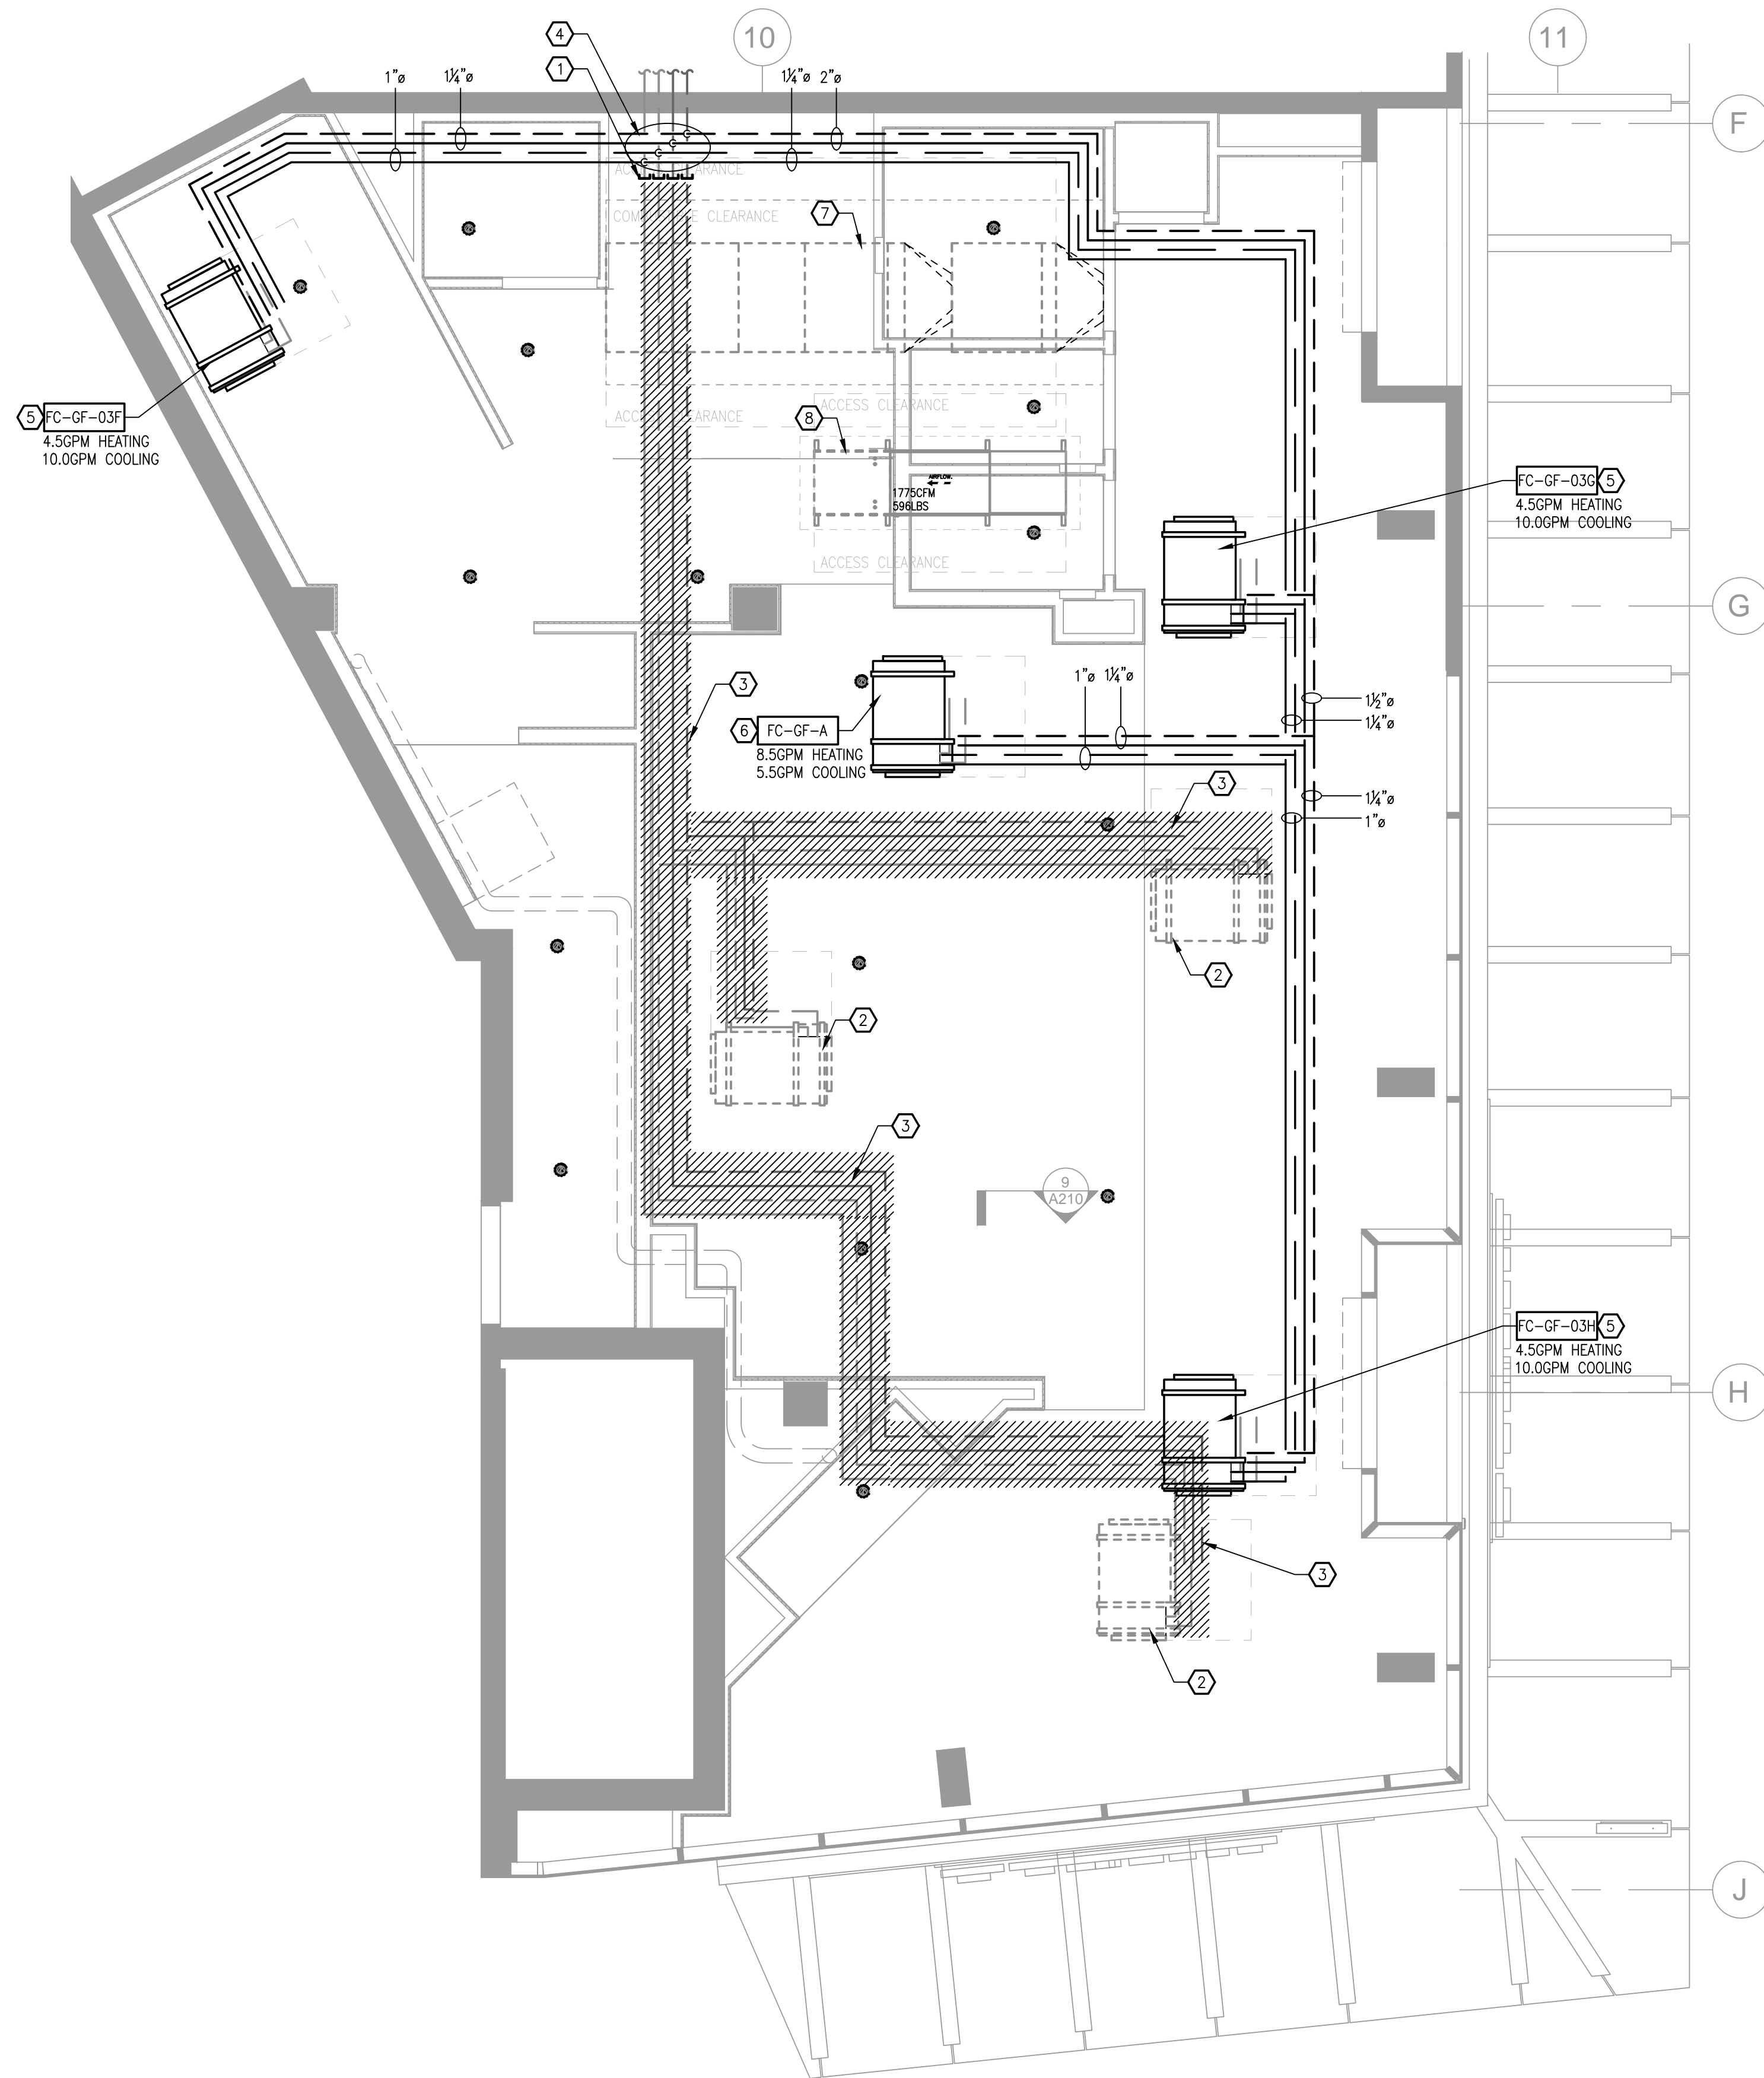 10
11
4
1
1"ø
1¼"ø
1¼"ø
2"ø
F
ACCESS CLEARANCE
7
5
FC-GF-03F
4.5GPM HEATING
10.0GPM COOLING
ACCESS CLEARANCE
ACCESS CLEARANCE
8
AIRFLOW.
1775CFM
596LBS
ACCESS CLEARANCE
FC-GF-03G
5
4.5GPM HEATING
10.0GPM COOLING
G
3
6
FC-GF-A
8.5GPM HEATING
5.5GPM COOLING
1"ø
1¼"ø
1½"ø
1¼"ø
3
1¼"ø
1"ø
2
2
3
9
A210
FC-GF-03H
5
4.5GPM HEATING
10.0GPM COOLING
H
3
2
J